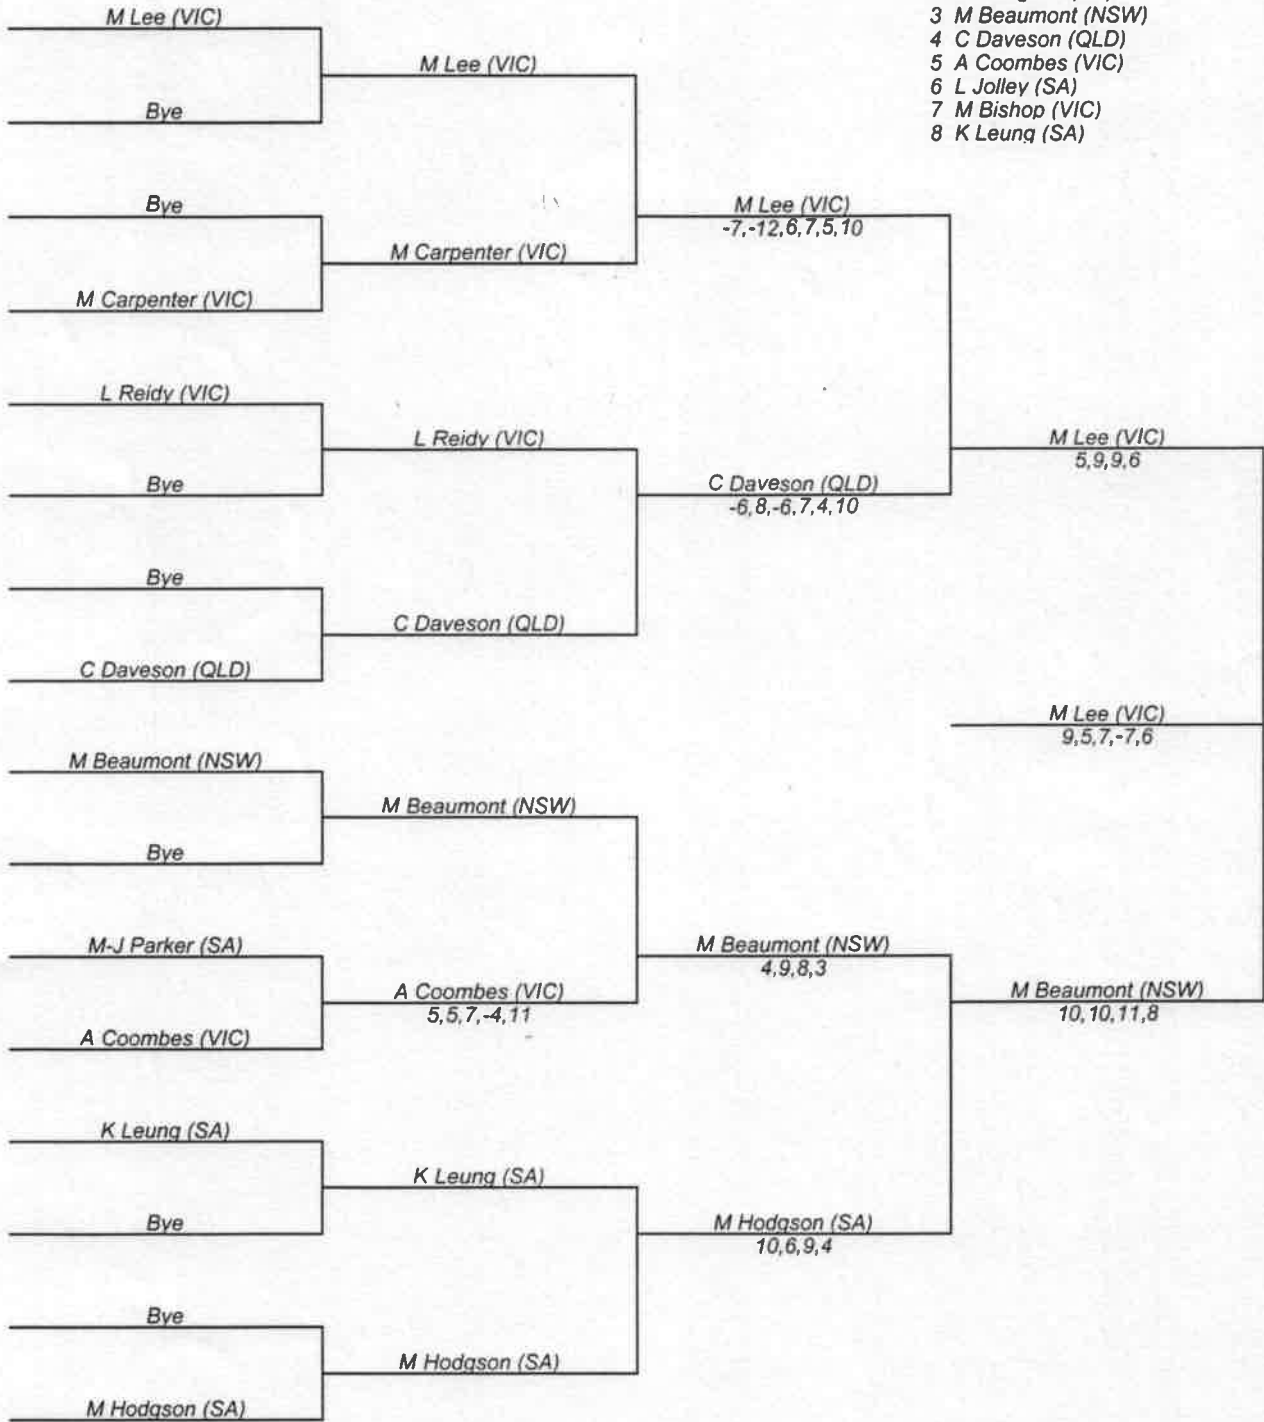 3 M Beaumont (NSW)
4 C Daveson (QLD)
5 A Coombes (VIC)
6 L Jolley (SA)
7 M Bishop (VIC)
8 K Leung (SA)
M Lee (VIC)
Bye
Bye
M Carpenter (VIC)
L Reidy (VIC)
Bye
Bye
C Daveson (QLD)
M Beaumont (NSW)
Bye
M-J Parker (SA)
A Coombes (VIC)
K Leung (SA)
Bye
Bye
M Hodgson (SA)
M Lee (VIC)
M Carpenter (VIC)
L Reidy (VIC)
C Daveson (QLD)
M Beaumont (NSW)
A Coombes (VIC)
5,5,7,-4,11
K Leung (SA)
M Hodgson (SA)
M Lee (VIC)
-7,-12,6,7,5,10
C Daveson (QLD)
-6,8,-6,7,4,10
M Beaumont (NSW)
4,9,8,3
M Hodgson (SA)
10,6,9,4
M Lee (VIC)
5,9,9,6
M Lee (VIC)
9,5,7,-7,6
M Beaumont (NSW)
10,10,11,8